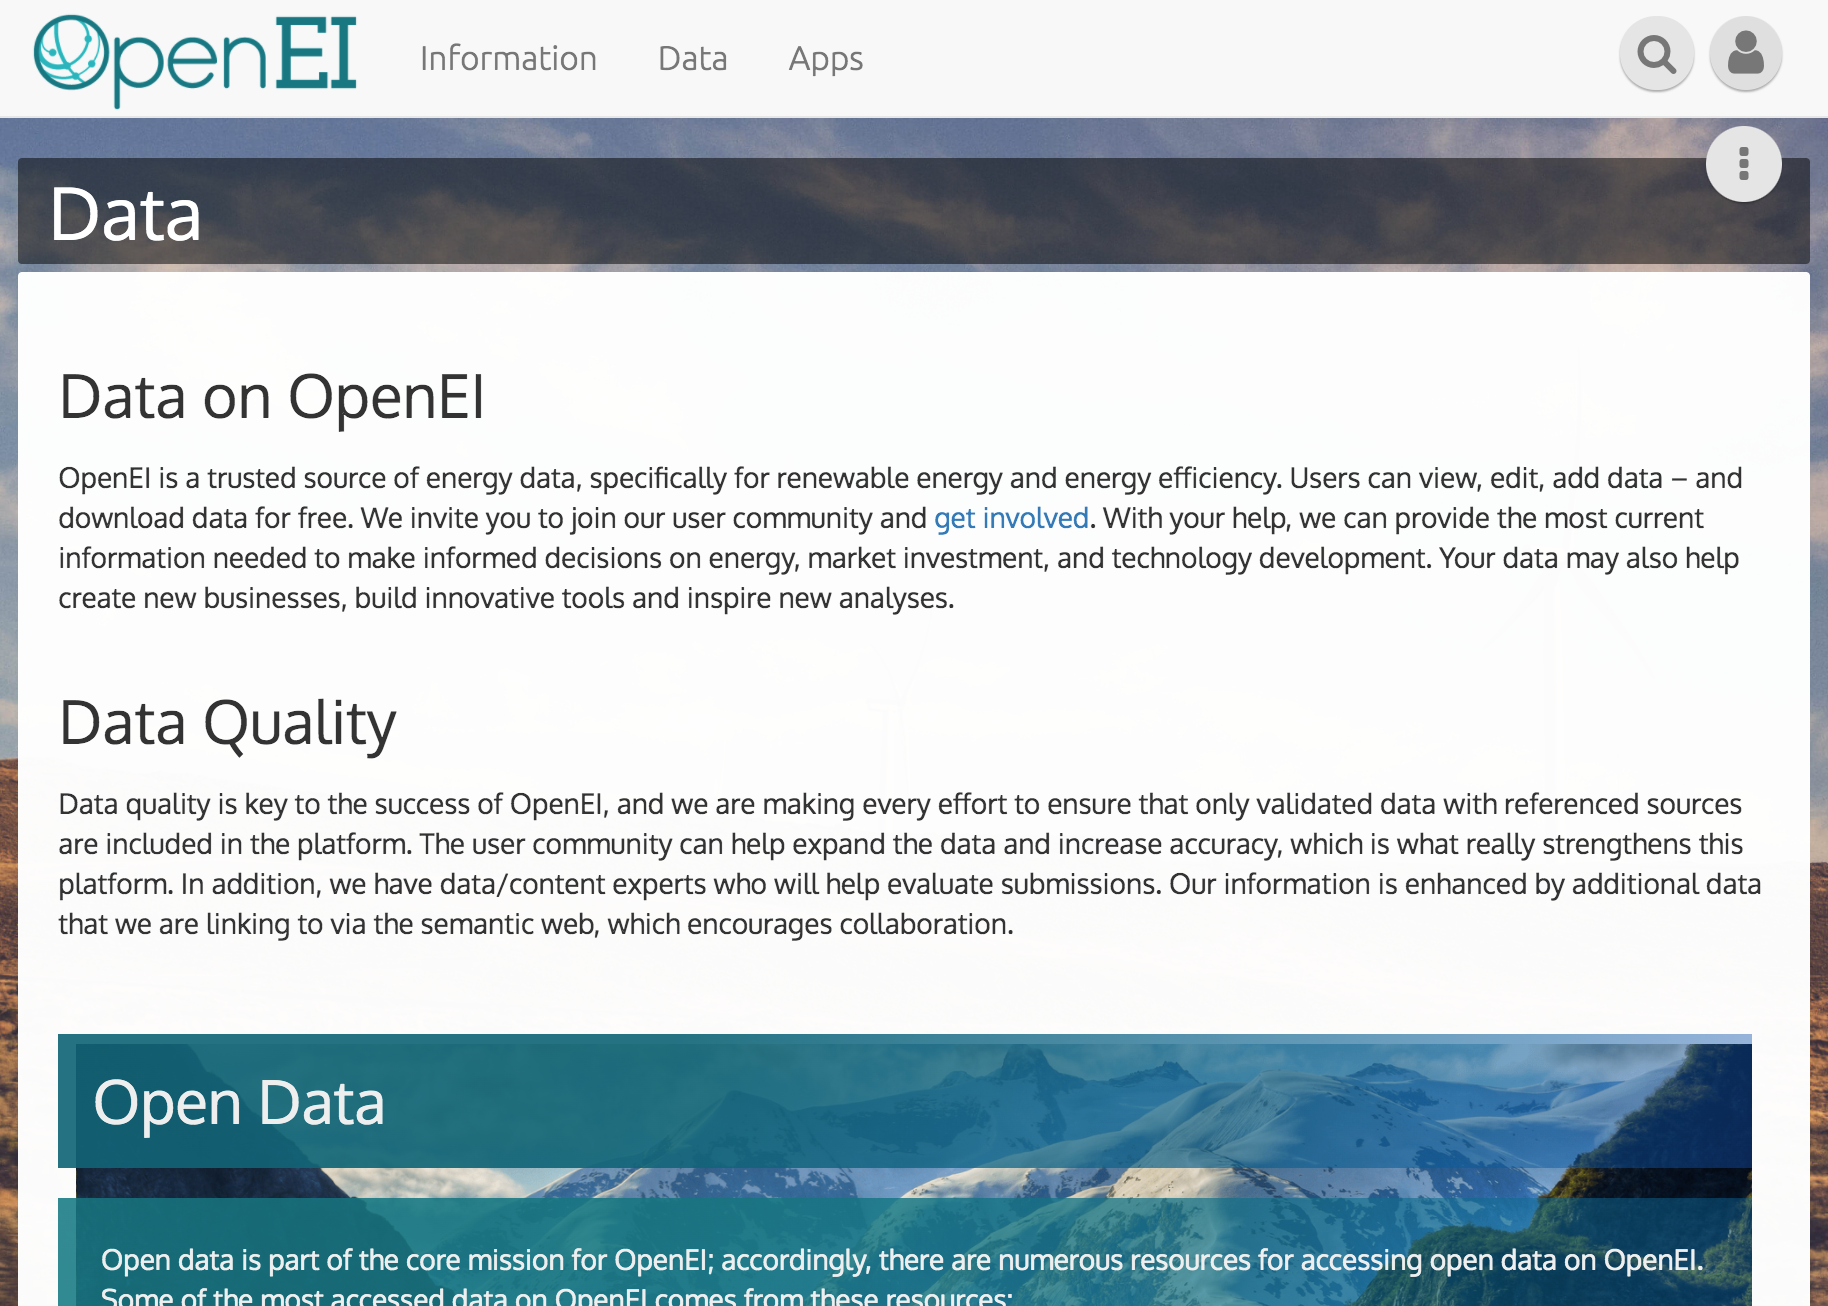 OpenEI
Information
Data
Apps
Data
Data on OpenEI
OpenEI is a trusted source of energy data, specifically for renewable energy and energy efficiency. Users can view, edit, add data – and
download data for free. We invite you to join our user community and get involved. With your help, we can provide the most current
information needed to make informed decisions on energy, market investment, and technology development. Your data may also help
create new businesses, build innovative tools and inspire new analyses.
Data Quality
Data quality is key to the success of OpenEI, and we are making every effort to ensure that only validated data with referenced sources
are included in the platform. The user community can help expand the data and increase accuracy, which is what really strengthens this
platform. In addition, we have data/content experts who will help evaluate submissions. Our information is enhanced by additional data
that we are linking to via the semantic web, which encourages collaboration.
Open Data
Open data is part of the core mission for OpenEI; accordingly, there are numerous resources for accessing open data on OpenEI.
Some of the most accessed data on OpenEI comes from these resources: